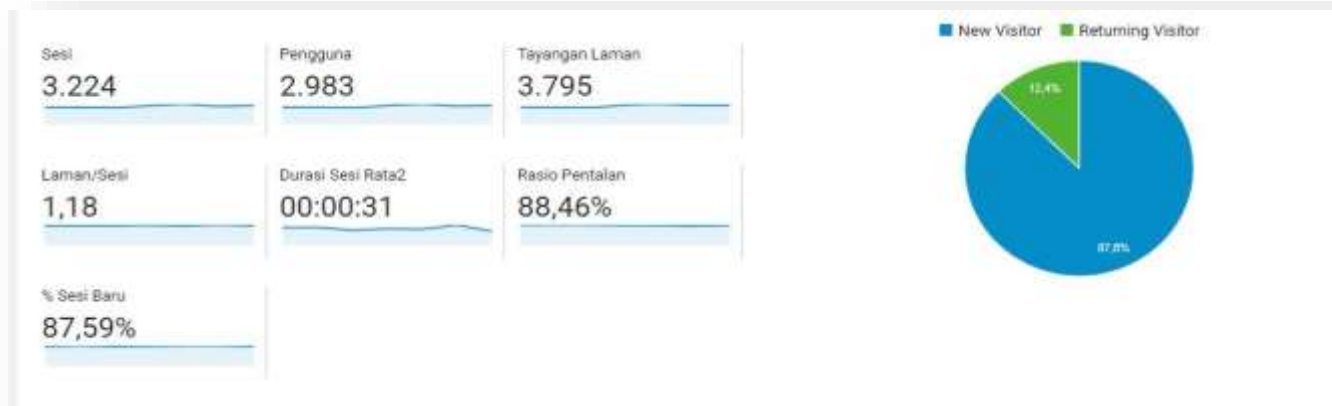 Sesi
3.224
Pengguna
2.983
Tayangan Laman
3.795
Laman/Sesi
1,18
Durasi Sesi Rata2
00:00:31
Rasio Pentalan
88,46%
% Sesi Baru
87,59%
New Visitor
Returning Visitor
12,4%
87,6%